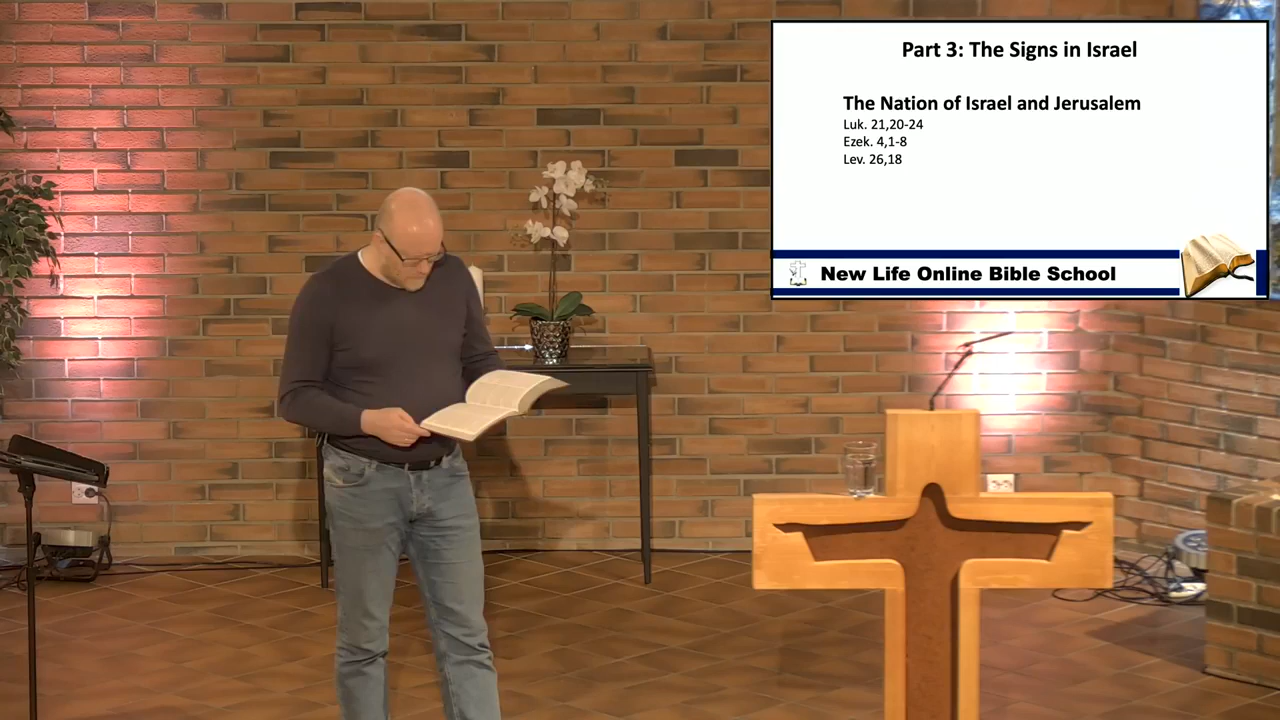 Part 3: The Signs in Israel
The Nation of Israel and Jerusalem
Luk. 21,20-24
Ezek. 4,1-8
Lev. 26,18
New Life Online Bible School